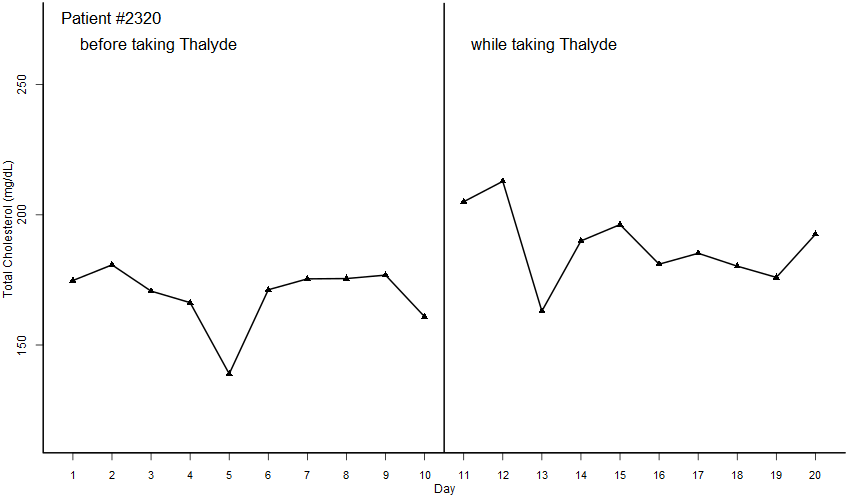 Patient #2320
before taking Thalyde
while taking Thalyde
Total Cholesterol (mg/dL)
250
200
150
1 2 3 4 5 6 7 8 9 10 11 12 13 14 15 16 17 18 19 20
Day